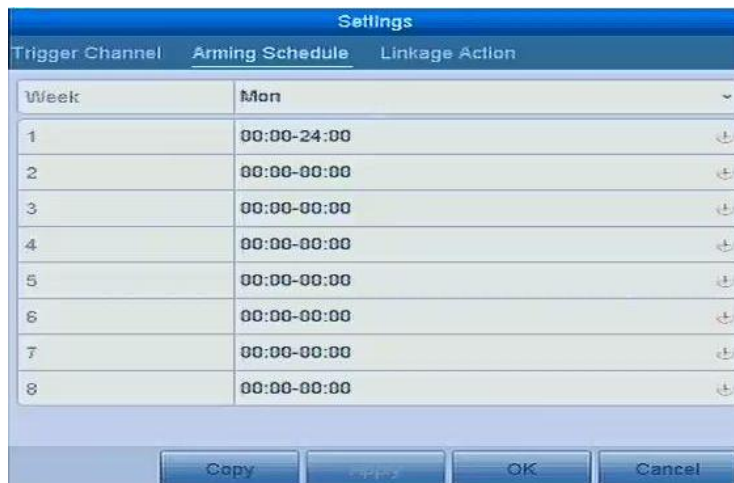 Settings
Trigger Channel Arming Schedule Linkage Action
Week Mon
1 00:00-24:00
2 00:00-00:00
3 00:00-00:00
4 00:00-00:00
5 00:00-00:00
6 00:00-00:00
7 00:00-00:00
8 00:00-00:00
Copy Apply OK Cancel